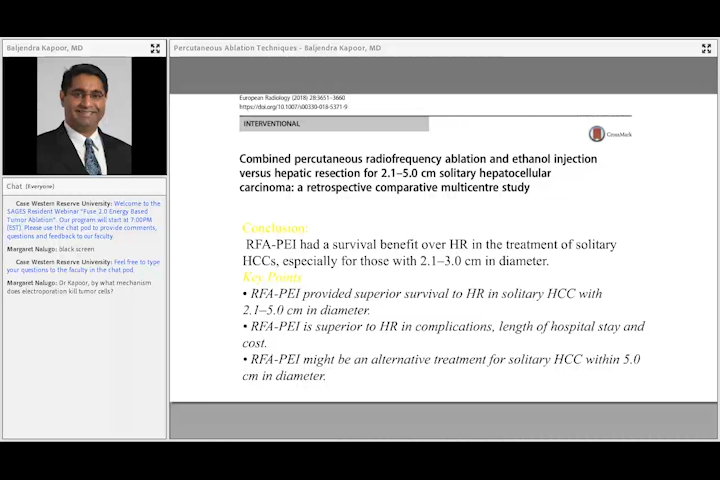 Baljendra Kapoor, MD
Chat (Everyone)
Case Western Reserve University: Welcome to the
SAGES Resident Webinar "Fuse 2.0 Energy Based
Tumor Ablation". Our program will start at 7:00PM
(EST). Please use the chat pod to provide comments,
questions and feedback to our faculty.
Margaret Nalugo: black screen
Case Western Reserve University: Feel free to type
your questions to the faculty in the chat pod.
Margaret Nalugo: Dr Kapoor, by what mechanism
does electroporation kill tumor cells?
Percutaneous Ablation Techniques - Baljendra Kapoor, MD
European Radiology (2018) 28:3651–3660
https://doi.org/10.1007/s00330-018-5371-9
INTERVENTIONAL
CrossMark
Combined percutaneous radiofrequency ablation and ethanol injection
versus hepatic resection for 2.1–5.0 cm solitary hepatocellular
carcinoma: a retrospective comparative multicentre study
Conclusion:
RFA-PEI had a survival benefit over HR in the treatment of solitary
HCCs, especially for those with 2.1–3.0 cm in diameter.
Key Points
• RFA-PEI provided superior survival to HR in solitary HCC with
2.1–5.0 cm in diameter.
• RFA-PEI is superior to HR in complications, length of hospital stay and
cost.
• RFA-PEI might be an alternative treatment for solitary HCC within 5.0
cm in diameter.